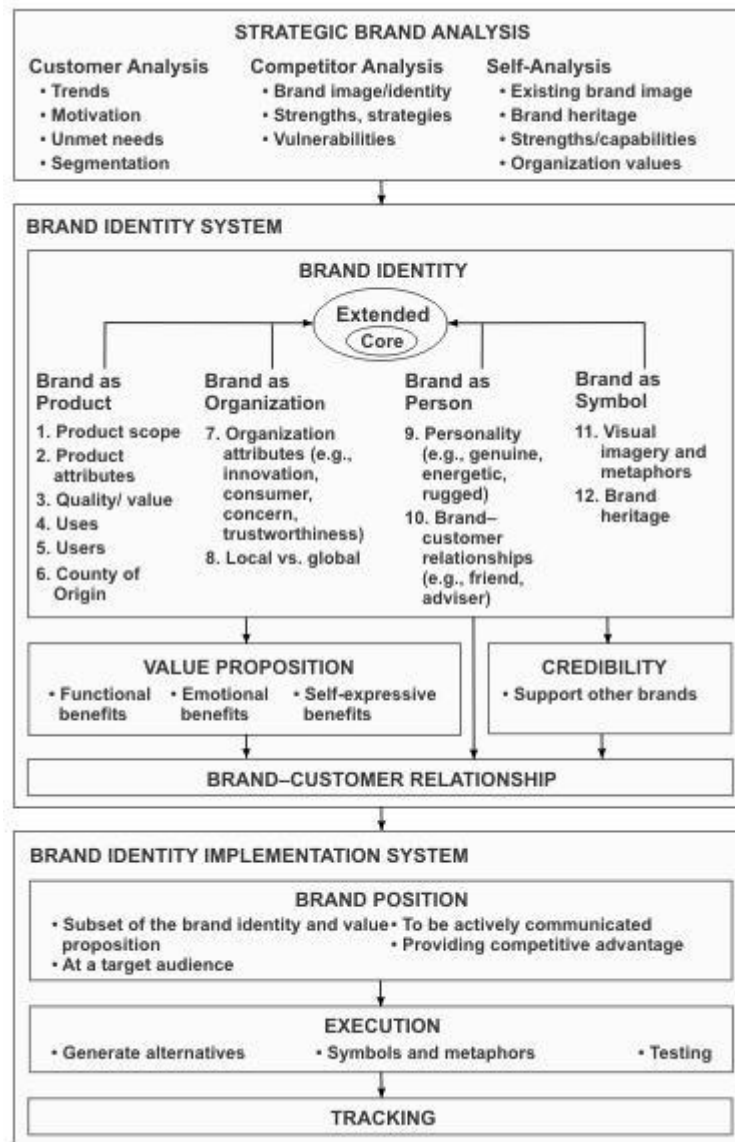 STRATEGIC BRAND ANALYSIS
Customer Analysis
• Trends
• Motivation
• Unmet needs
• Segmentation
Competitor Analysis
• Brand image/identity
• Strengths, strategies
• Vulnerabilities
Self-Analysis
• Existing brand image
• Brand heritage
• Strengths/capabilities
• Organization values
BRAND IDENTITY SYSTEM
BRAND IDENTITY
Extended
Core
Brand as
Product
1. Product scope
2. Product
attributes
3. Quality/ value
4. Uses
5. Users
6. County of
Origin
Brand as
Organization
7. Organization
attributes (e.g.,
innovation,
consumer,
concern,
trustworthiness)
8. Local vs. global
Brand as
Person
9. Personality
(e.g., genuine,
energetic,
rugged)
10. Brand–
customer
relationships
(e.g., friend,
adviser)
Brand as
Symbol
11. Visual
imagery and
metaphors
12. Brand
heritage
VALUE PROPOSITION
• Functional
benefits
• Emotional
benefits
• Self-expressive
benefits
CREDIBILITY
• Support other brands
BRAND–CUSTOMER RELATIONSHIP
BRAND IDENTITY IMPLEMENTATION SYSTEM
BRAND POSITION
• Subset of the brand identity and value
proposition
• At a target audience
• To be actively communicated
• Providing competitive advantage
EXECUTION
• Generate alternatives
• Symbols and metaphors
• Testing
TRACKING